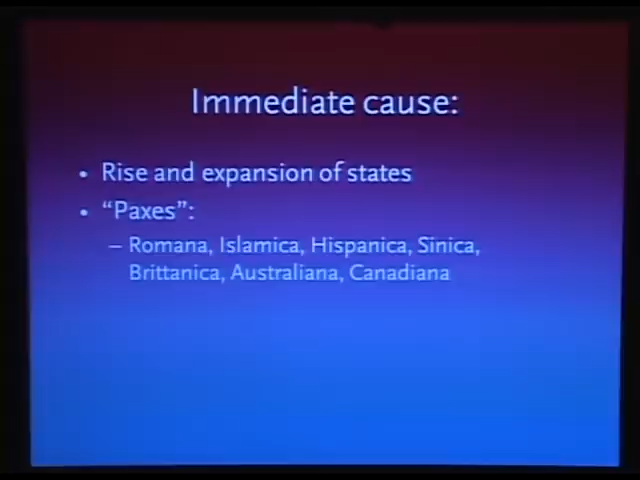 Immediate cause:
• Rise and expansion of states
• “Paxes”:
– Romana, Islamica, Hispanica, Sinica,
Brittanica, Australiana, Canadiana